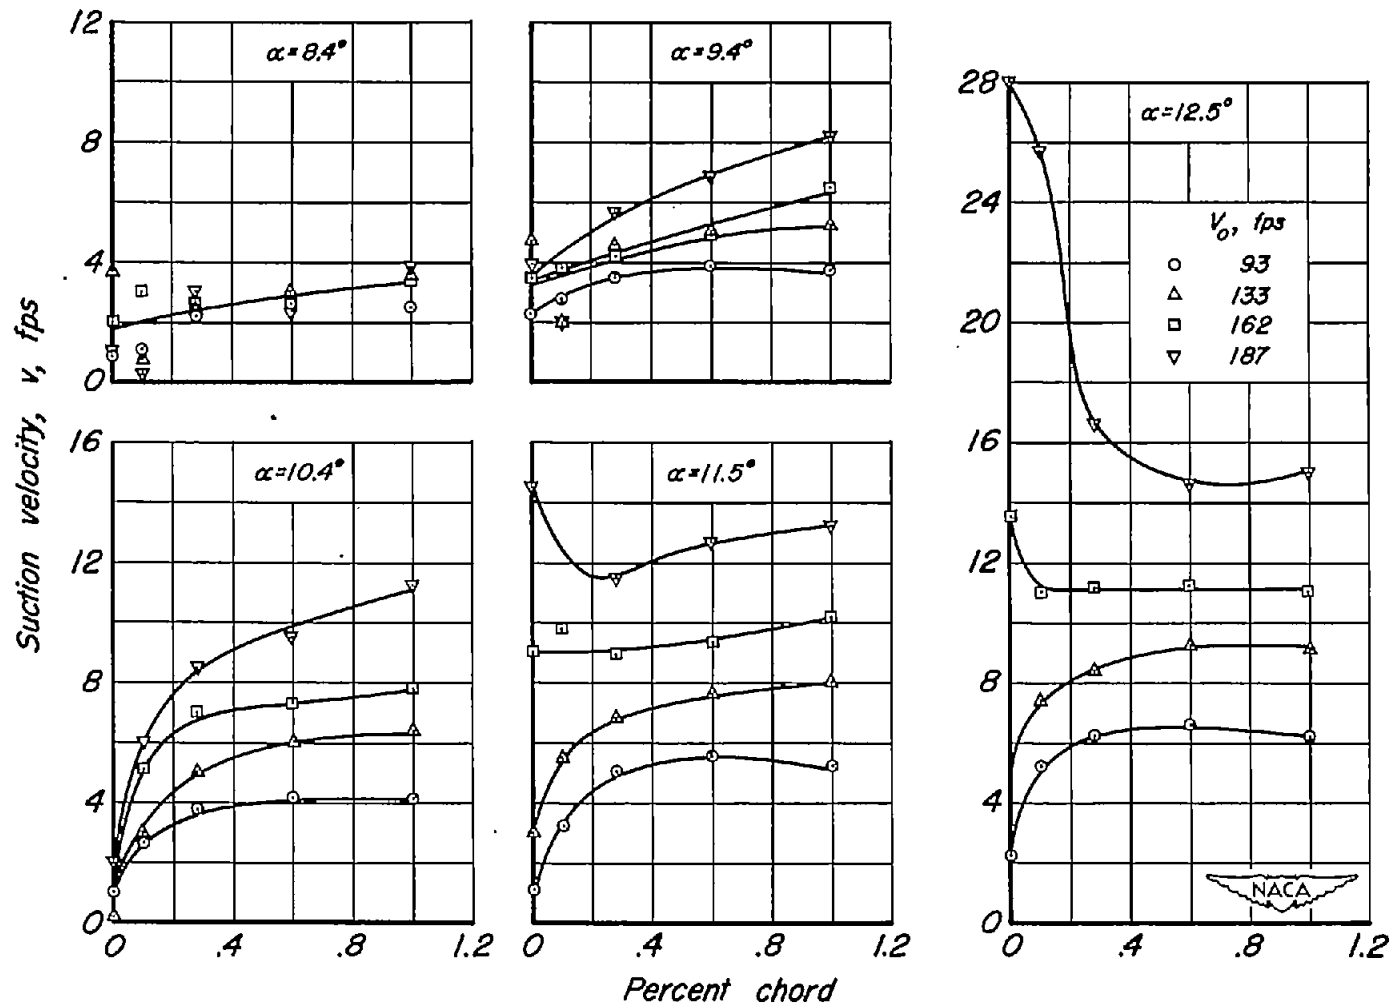 12
8
4
0
α=8.4°
α=9.4°
28
24
20
16
12
8
4
0
α=12.5°
V₀, fps
93
133
162
187
Suction velocity, v, fps
16
12
8
4
0
α=10.4°
α=11.5°
NACA
0 .4 .8 1.2
0 .4 .8 1.2
0 .4 .8 1.2
Percent chord